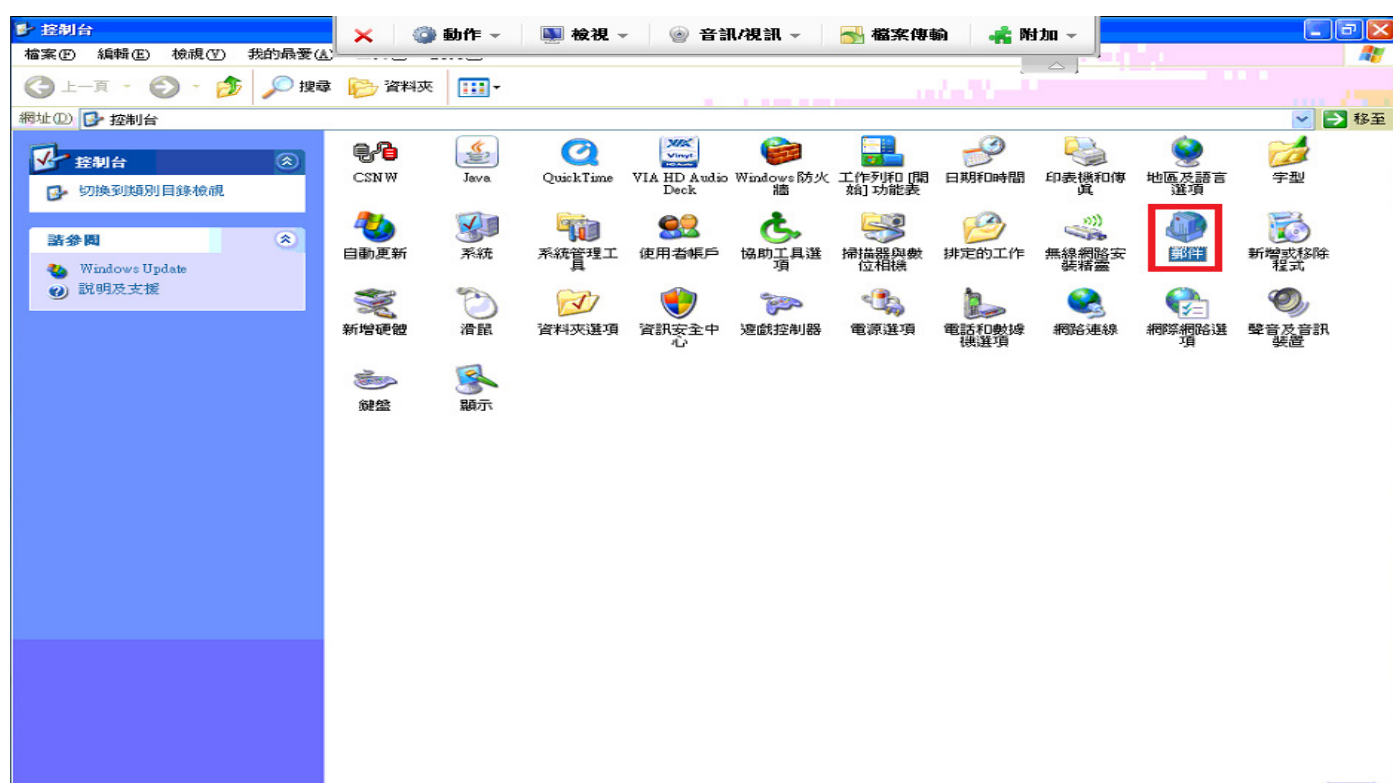 控制台
動作
檢視
音訊/視訊
檔案傳輸
附加
檔案(F) 編輯(E) 檢視(V) 我的最愛(A)
上一頁 搜尋 資料夾
網址(D) 控制台 移至
控制台
切換到類別目錄檢視
請參閱
Windows Update
說明及支援
CSNW
Java
QuickTime
VIA HD Audio
Deck
Windows 防火
牆
工作列和 [開
始] 功能表
日期和時間
印表機和傳
真
地區及語言
選項
字型
自動更新
系統
系統管理工
具
使用者帳戶
協助工具選
項
掃描器與數
位相機
排定的工作
無線網路安
裝精靈
郵件
新增或移除
程式
新增硬體
滑鼠
資料夾選項
資訊安全中
心
遊戲控制器
電源選項
電話和數據
機選項
網路連線
網際網路選
項
聲音及音訊
裝置
鍵盤
顯示